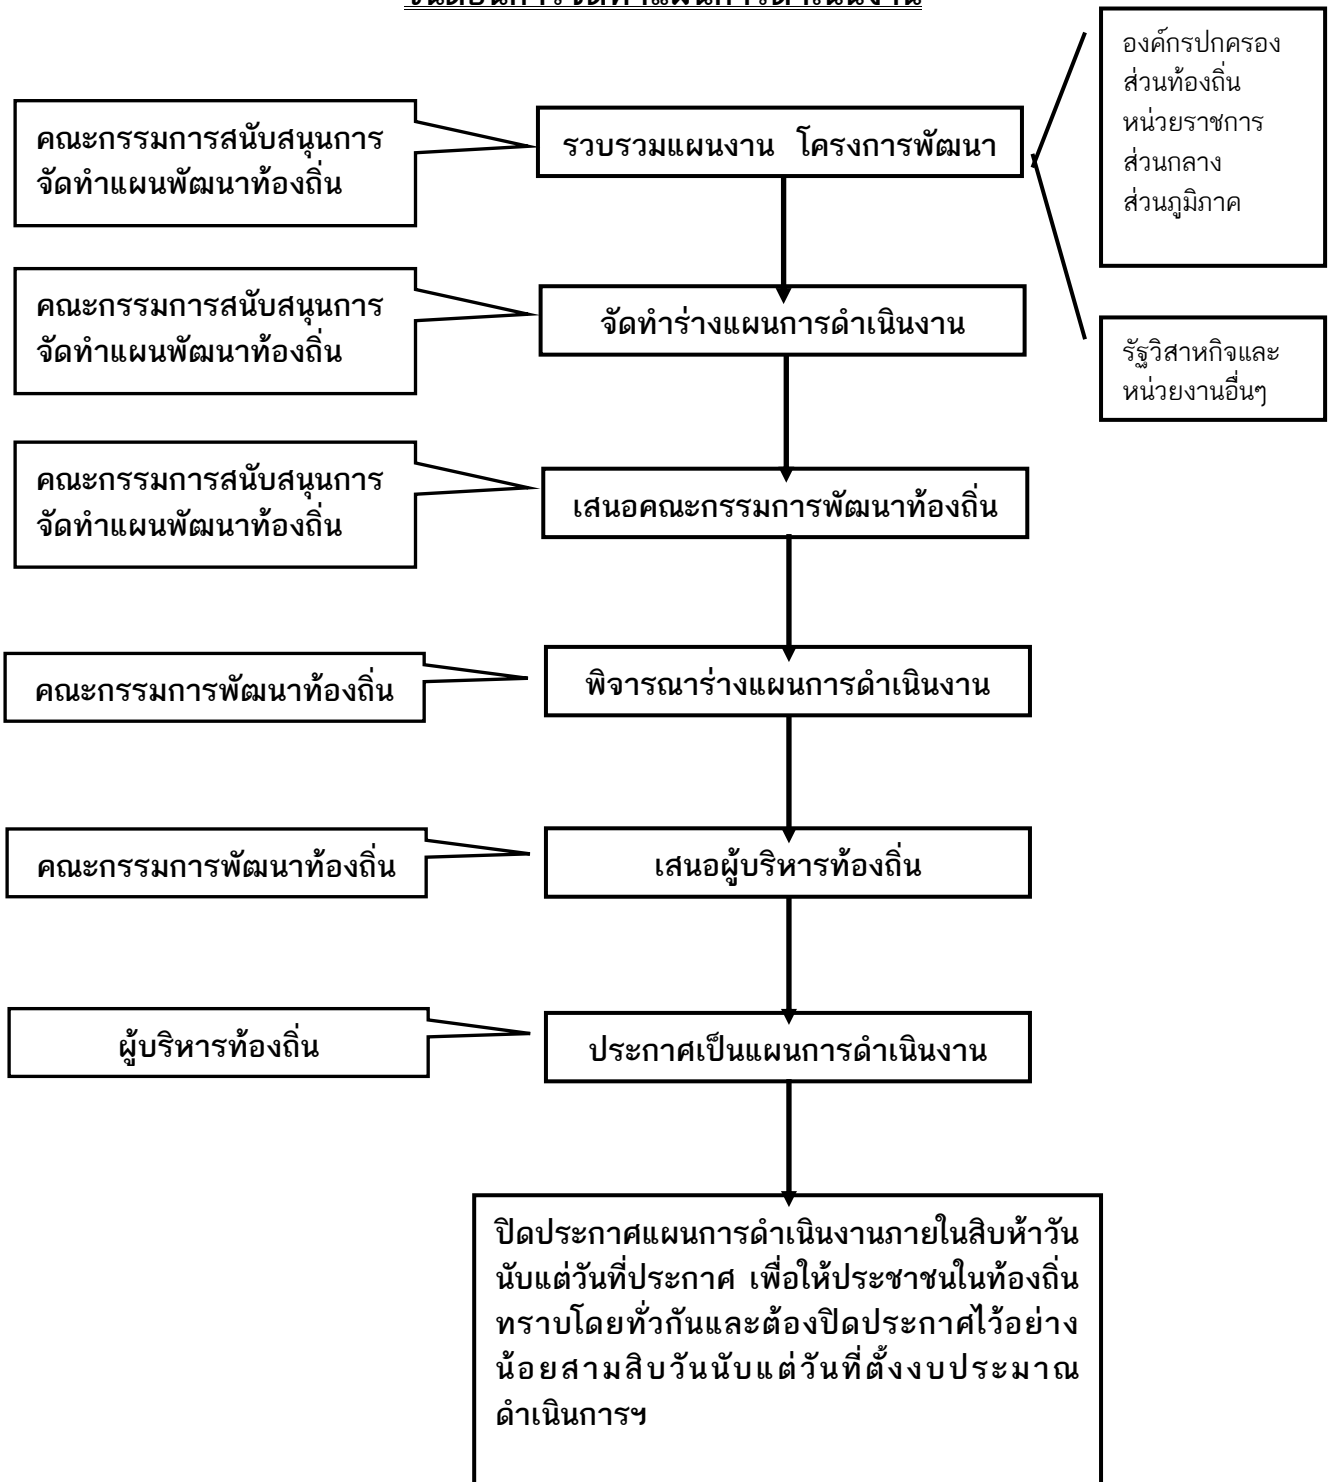 องค์กรปกครอง
ส่วนท้องถิ่น
หน่วยราชการ
ส่วนกลาง
ส่วนภูมิภาค
คณะกรรมการสนับสนุนการ
จัดทำแผนพัฒนาท้องถิ่น
รวบรวมแผนงาน โครงการพัฒนา
คณะกรรมการสนับสนุนการ
จัดทำแผนพัฒนาท้องถิ่น
จัดทำร่างแผนการดำเนินงาน
รัฐวิสาหกิจและ
หน่วยงานอื่นๆ
คณะกรรมการสนับสนุนการ
จัดทำแผนพัฒนาท้องถิ่น
เสนอคณะกรรมการพัฒนาท้องถิ่น
คณะกรรมการพัฒนาท้องถิ่น
พิจารณาร่างแผนการดำเนินงาน
คณะกรรมการพัฒนาท้องถิ่น
เสนอผู้บริหารท้องถิ่น
ผู้บริหารท้องถิ่น
ประกาศเป็นแผนการดำเนินงาน
ปิดประกาศแผนการดำเนินงานภายในสิบห้าวัน
นับแต่วันที่ประกาศ เพื่อให้ประชาชนในท้องถิ่น
ทราบโดยทั่วกันและต้องปิดประกาศไว้อย่าง
น้อยสามสิบวันนับแต่วันที่ตั้งงบประมาณ
ดำเนินการฯ